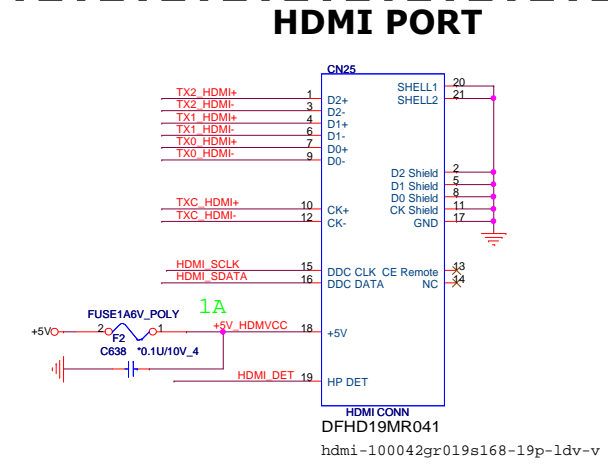 HDMI PORT
CN25
TX2_HDMI+ 1 D2+ SHELL1 20
TX2_HDMI- 3 D2- SHELL2 21
TX1_HDMI+ 4 D1+
TX1_HDMI- 6 D1-
TX0_HDMI+ 7 D0+
TX0_HDMI- 9 D0-
D2 Shield 2
D1 Shield 5
D0 Shield 8
TXC_HDMI+ 10 CK+ CK Shield 11
TXC_HDMI- 12 CK- GND 17
HDMI_SCLK 15 DDC CLK CE Remote 13
HDMI_SDATA 16 DDC DATA NC 14
1A
FUSE1A6V_POLY
+5V 2 1 +5V_HDMVCC 18 +5V
F2
C638 *0.1U/10V_4
HDMI_DET 19 HP DET
HDMI CONN
DFHD19MR041
hdmi-100042gr019s168-19p-ldv-v